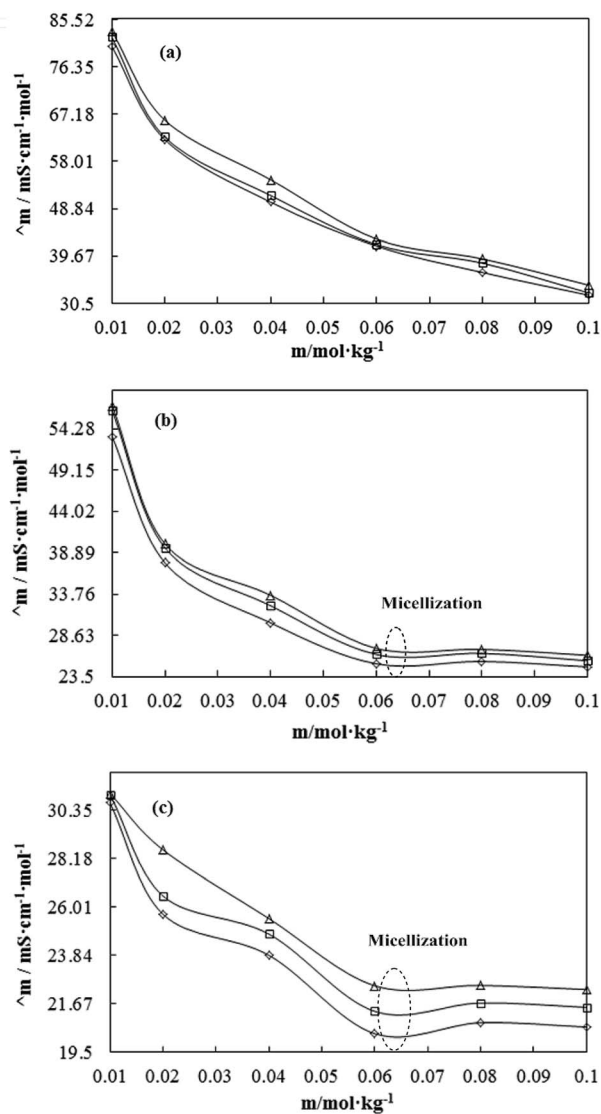 85.52
(a)
76.35
67.18
58.01
48.84
39.67
30.5
^m / mS·cm⁻¹·mol⁻¹
0.01 0.02 0.03 0.04 0.05 0.06 0.07 0.08 0.09 0.1
m/mol·kg⁻¹
(b)
54.28
49.15
44.02
38.89
33.76
Micellization
28.63
23.5
^m / mS·cm⁻¹·mol⁻¹
0.01 0.02 0.03 0.04 0.05 0.06 0.07 0.08 0.09 0.1
m/mol·kg⁻¹
(c)
30.35
28.18
26.01
Micellization
23.84
21.67
19.5
^m / mS·cm⁻¹·mol⁻¹
0.01 0.02 0.03 0.04 0.05 0.06 0.07 0.08 0.09 0.1
m/mol·kg⁻¹